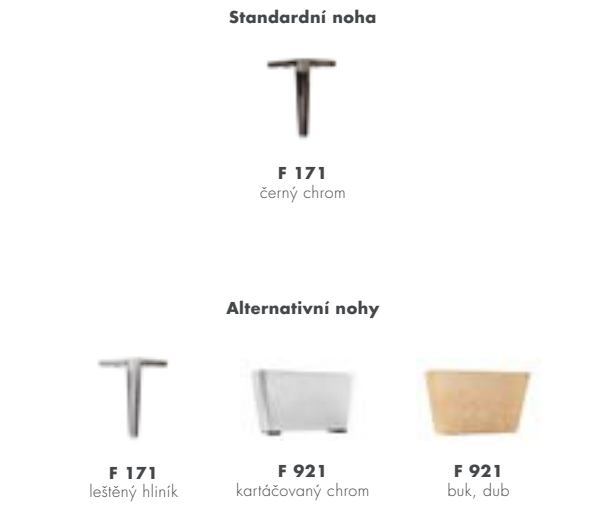 Standardní noha
F 171
černý chrom
Alternativní nohy
F 171
leštěný hliník
F 921
kartáčovaný chrom
F 921
buk, dub